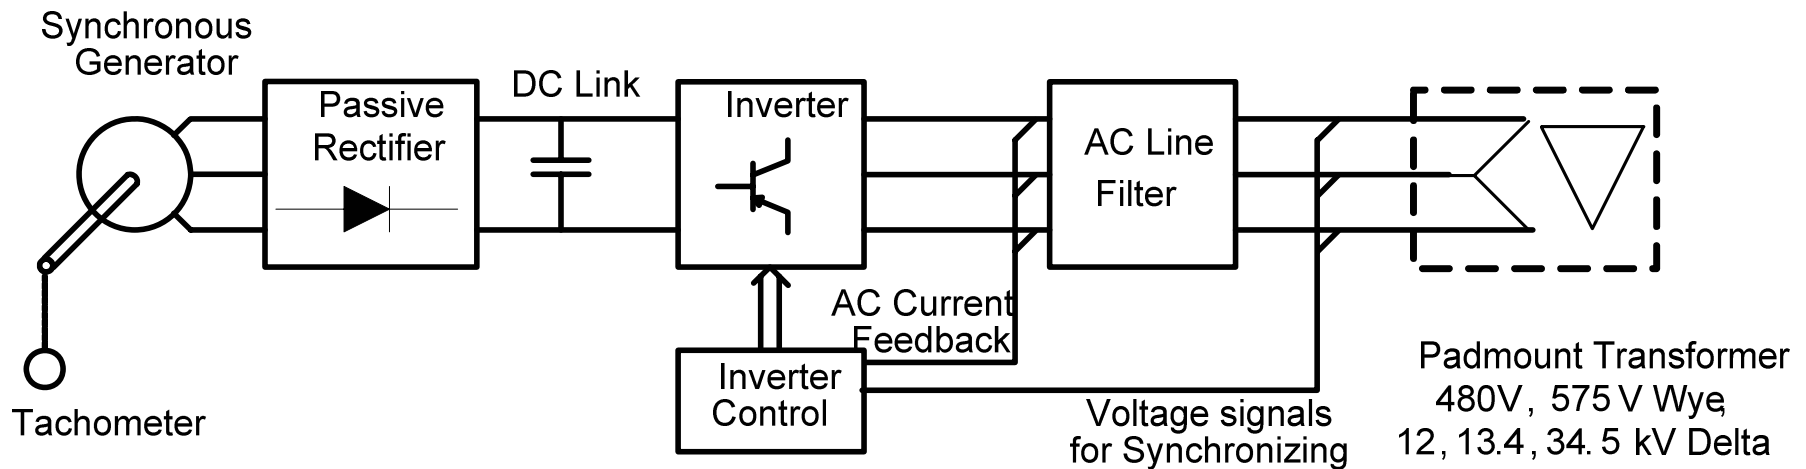 Synchronous
Generator
Passive
Rectifier
DC Link
Inverter
AC Line
Filter
AC Current
Feedback
Inverter
Control
Tachometer
Voltage signals
for Synchronizing
Padmount Transformer
480V, 575 V Wye,
12, 13.4, 34. 5 kV Delta